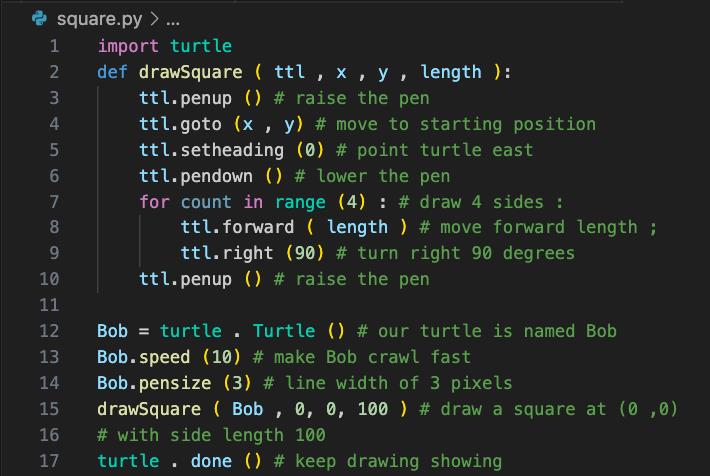 square.py > ...
1 import turtle
2 def drawSquare ( ttl , x , y , length ):
3 ttl.penup () # raise the pen
4 ttl.goto (x , y) # move to starting position
5 ttl.setheading (0) # point turtle east
6 ttl.pendown () # lower the pen
7 for count in range (4) : # draw 4 sides :
8 ttl.forward ( length ) # move forward length ;
9 ttl.right (90) # turn right 90 degrees
10 ttl.penup () # raise the pen
11
12 Bob = turtle . Turtle () # our turtle is named Bob
13 Bob.speed (10) # make Bob crawl fast
14 Bob.pensize (3) # line width of 3 pixels
15 drawSquare ( Bob , 0, 0, 100 ) # draw a square at (0 ,0)
16 # with side length 100
17 turtle . done () # keep drawing showing